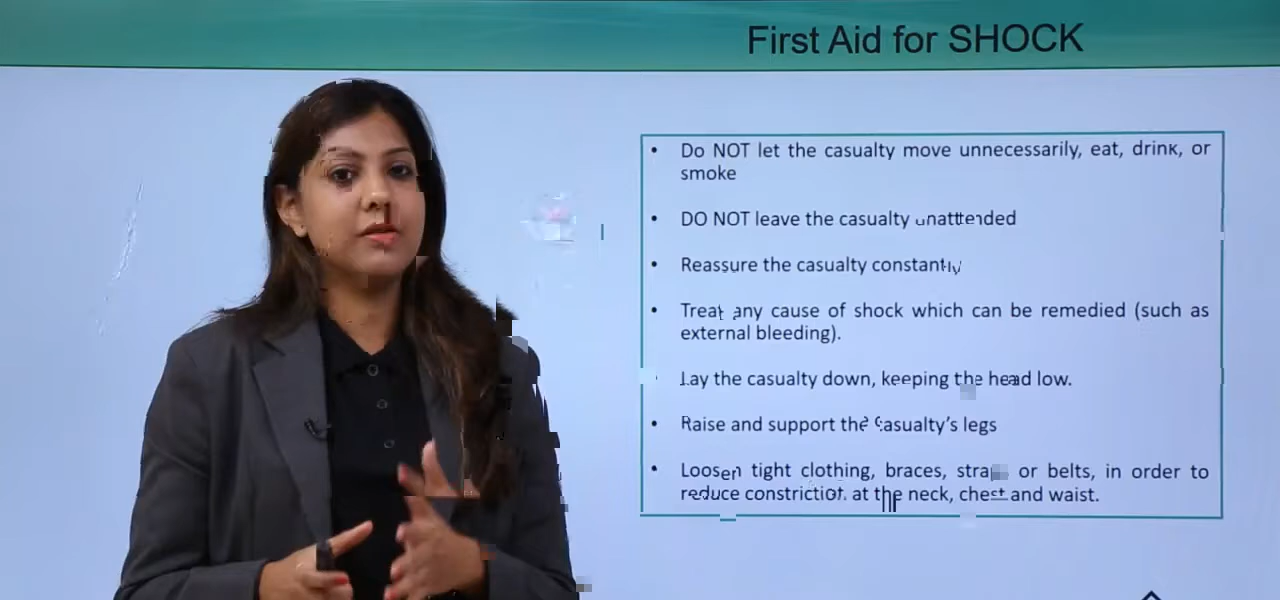 First Aid for SHOCK
• Do NOT let the casualty move unnecessarily, eat, drink, or
smoke
• DO NOT leave the casualty unatttended
• Reassure the casualty constantly
• Treat any cause of shock which can be remedied (such as
external bleeding).
Lay the casualty down, keeping the head low.
• Raise and support the casualty's legs
• Loosen tight clothing, braces, straps or belts, in order to
reduce constriction at the neck, chest and waist.